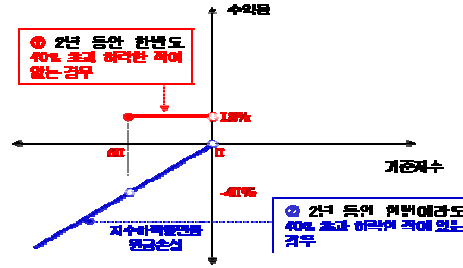 수익률
① 2년 동안 한번도
40% 초과 하락한 적이
없는 경우
60
0
기준지수
-40%
지수하락률만큼
원금손실
② 2년 동안 한번이라도
40% 초과 하락한 적이 있는
경우